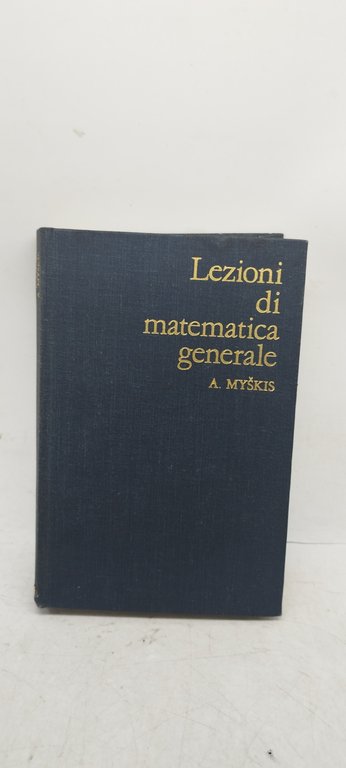 Lezioni
di
matematica
generale
A. MYŠKIS